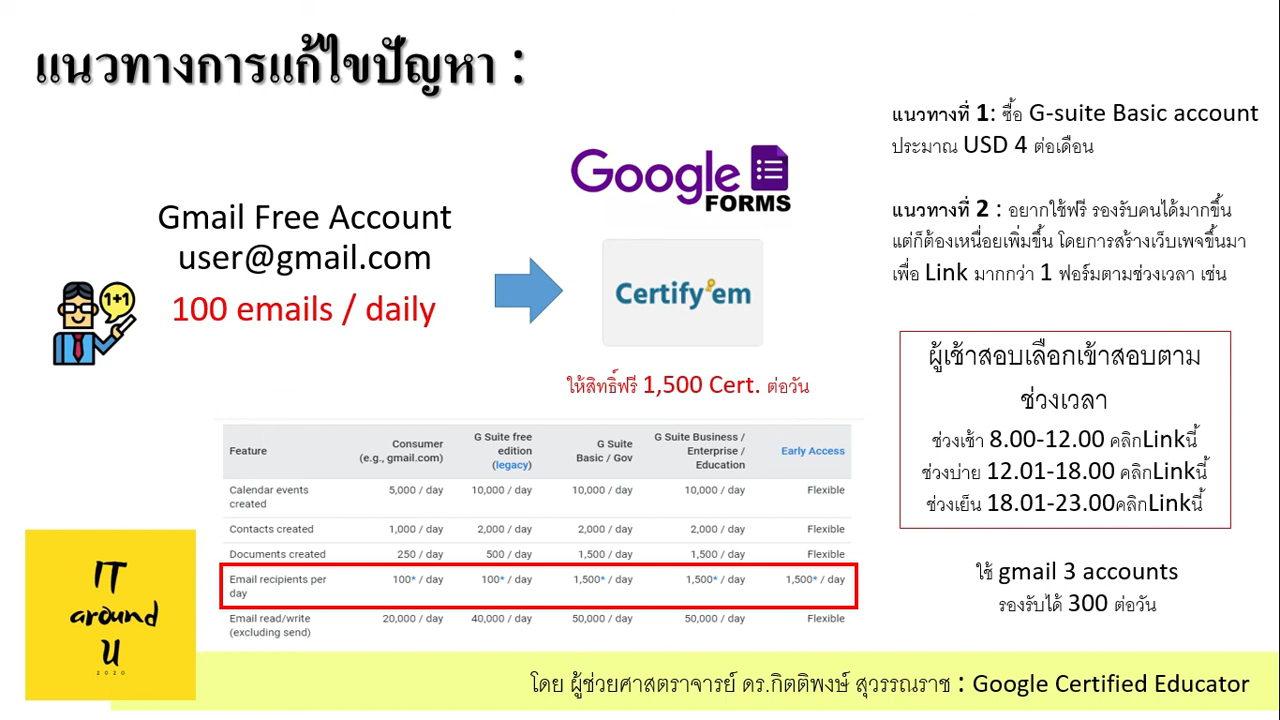 แนวทางการแก้ไขปัญหา :
Gmail Free Account
user@gmail.com
100 emails / daily
1+1
Google
FORMS
Certify'em
ให้สิทธิ์ฟรี 1,500 Cert. ต่อวัน
แนวทางที่ 1: ซื้อ G-suite Basic account
ประมาณ USD 4 ต่อเดือน
แนวทางที่ 2 : อยากใช้ฟรี รองรับคนได้มากขึ้น
แต่ก็ต้องเหนื่อยเพิ่มขึ้น โดยการสร้างเว็บเพจขึ้นมา
เพื่อ Link มากกว่า 1 ฟอร์มตามช่วงเวลา เช่น
ผู้เช้าสอบเลือกเข้าสอบตาม
ช่วงเวลา
ช่วงเช้า 8.00-12.00 คลิกLinkนี้
ช่วงบ่าย 12.01-18.00 คลิกLinkนี้
ช่วงเย็น 18.01-23.00คลิกLinkนี้
ใช้ gmail 3 accounts
รองรับได้ 300 ต่อวัน
Feature Consumer (e.g., gmail.com) G Suite free edition (legacy) G Suite Basic / Gov G Suite Business / Enterprise / Education Early Access
Calendar events created 5,000 / day 10,000 / day 10,000 / day 10,000 / day Flexible
Contacts created 1,000 / day 2,000 / day 2,000 / day 2,000 / day Flexible
Documents created 250 / day 500 / day 1,500 / day 1,500 / day Flexible
Email recipients per day 100* / day 100* / day 1,500* / day 1,500* / day 1,500* / day
Email read/write (excluding send) 20,000 / day 40,000 / day 50,000 / day 50,000 / day Flexible
IT
around
U
2020
โดย ผู้ช่วยศาสตราจารย์ ดร.กิตติพงษ์ สุวรรณราช : Google Certified Educator